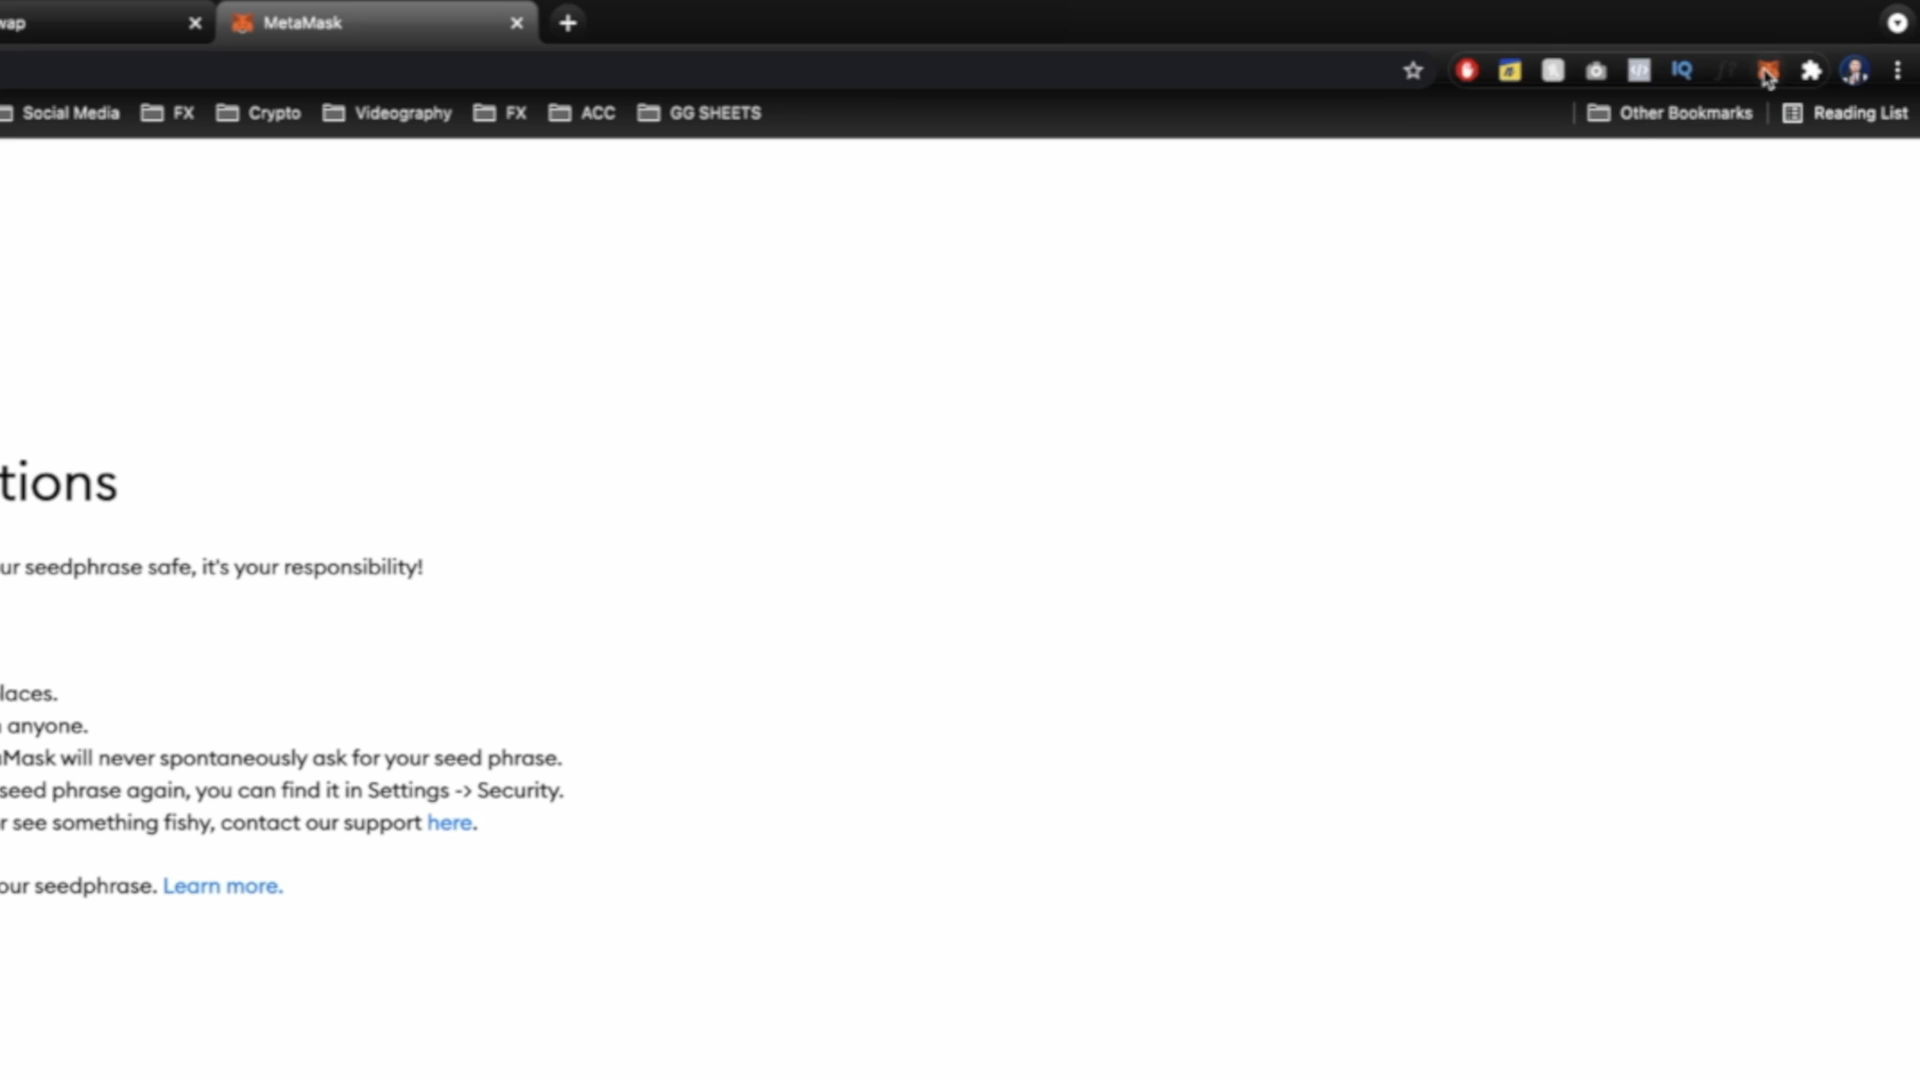 wap MetaMask
IQ f?
Social Media FX Crypto Videography FX ACC GG SHEETS Other Bookmarks Reading List
tions
ur seedphrase safe, it's your responsibility!
laces.
anyone.
Mask will never spontaneously ask for your seed phrase.
seed phrase again, you can find it in Settings -> Security.
r see something fishy, contact our support here.
our seedphrase. Learn more.